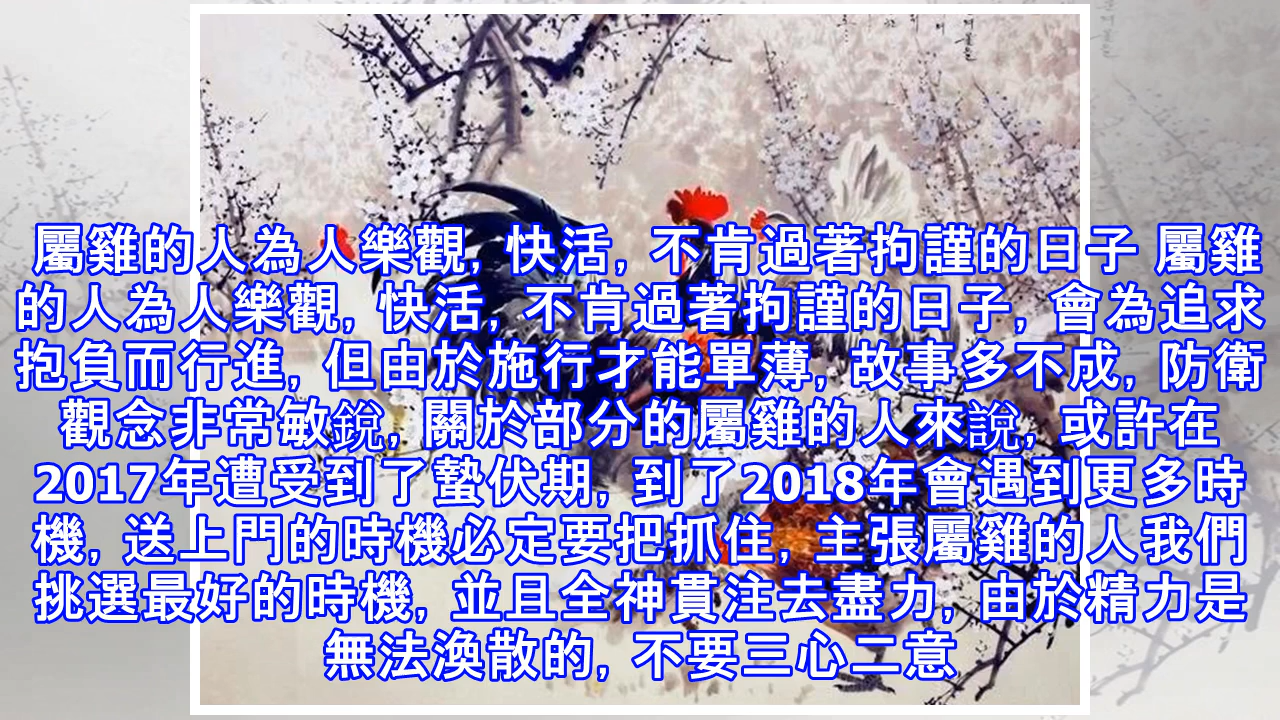 屬雞的人為人樂觀, 快活, 不肯過著拘謹的日子 屬雞
的人為人樂觀, 快活, 不肯過著拘謹的日子, 會為追求
抱負而行進, 但由於施行才能單薄, 故事多不成, 防衛
觀念非常敏銳, 關於部分的屬雞的人來說, 或許在
2017年遭受到了蟄伏期, 到了2018年會遇到更多時
機, 送上門的時機必定要把抓住, 主張屬雞的人我們
挑選最好的時機, 並且全神貫注去盡力, 由於精力是
無法渙散的, 不要三心二意